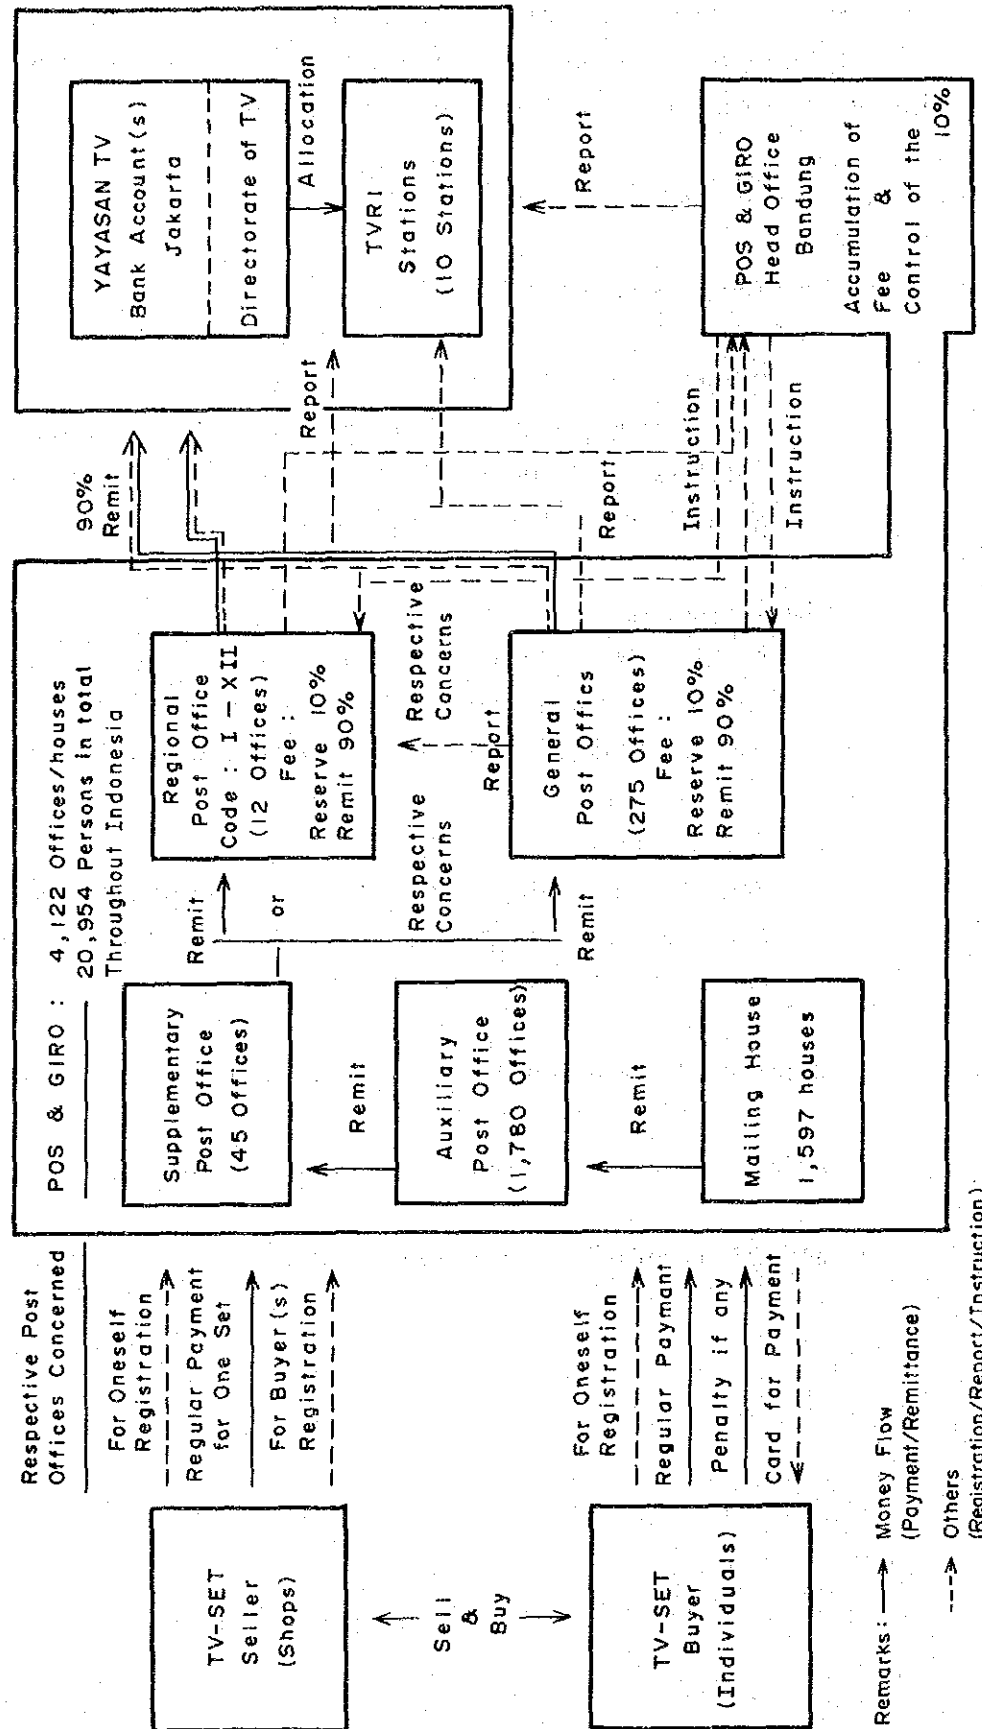 Respective Post
Offices Concerned
For Oneself
Registration
Regular Payment
for One Set
For Buyer(s)
Registration
TV-SET
Seller
(Shops)
Sell
&
Buy
TV-SET
Buyer
(Individuals)
For Oneself
Registration
Regular Paymant
Penalty if any
Card for Payment
POS & GIRO : 4,122 Offices/houses
20,954 Persons in total
Throughout Indonesia
Supplementary
Post Office
(45 Offices)
Remit
Auxiliary
Post Office
(1,780 Offices)
Remit
Mailing House
1,597 houses
Remit
or
Respective
Concerns
Remit
Regional
Post Office
Code : I - XII
(12 Offices)
Fee :
Reserve 10%
Remit 90%
Report
Respective
Concerns
General
Post Offics
(275 Offices)
Fee :
Reserve 10%
Remit 90%
90%
Remit
Report
Report
Instruction
Instruction
YAYASAN TV
Bank Account(s)
Jakarta
Directorate of TV
Allocation
TVRI
Stations
(10 Stations)
Report
POS & GIRO
Head Office
Bandung
Accumulation of
Fee &
Control of the
10%
Remarks : Money Flow
(Payment/Remittance)
Others
(Registration/Report/Instruction)